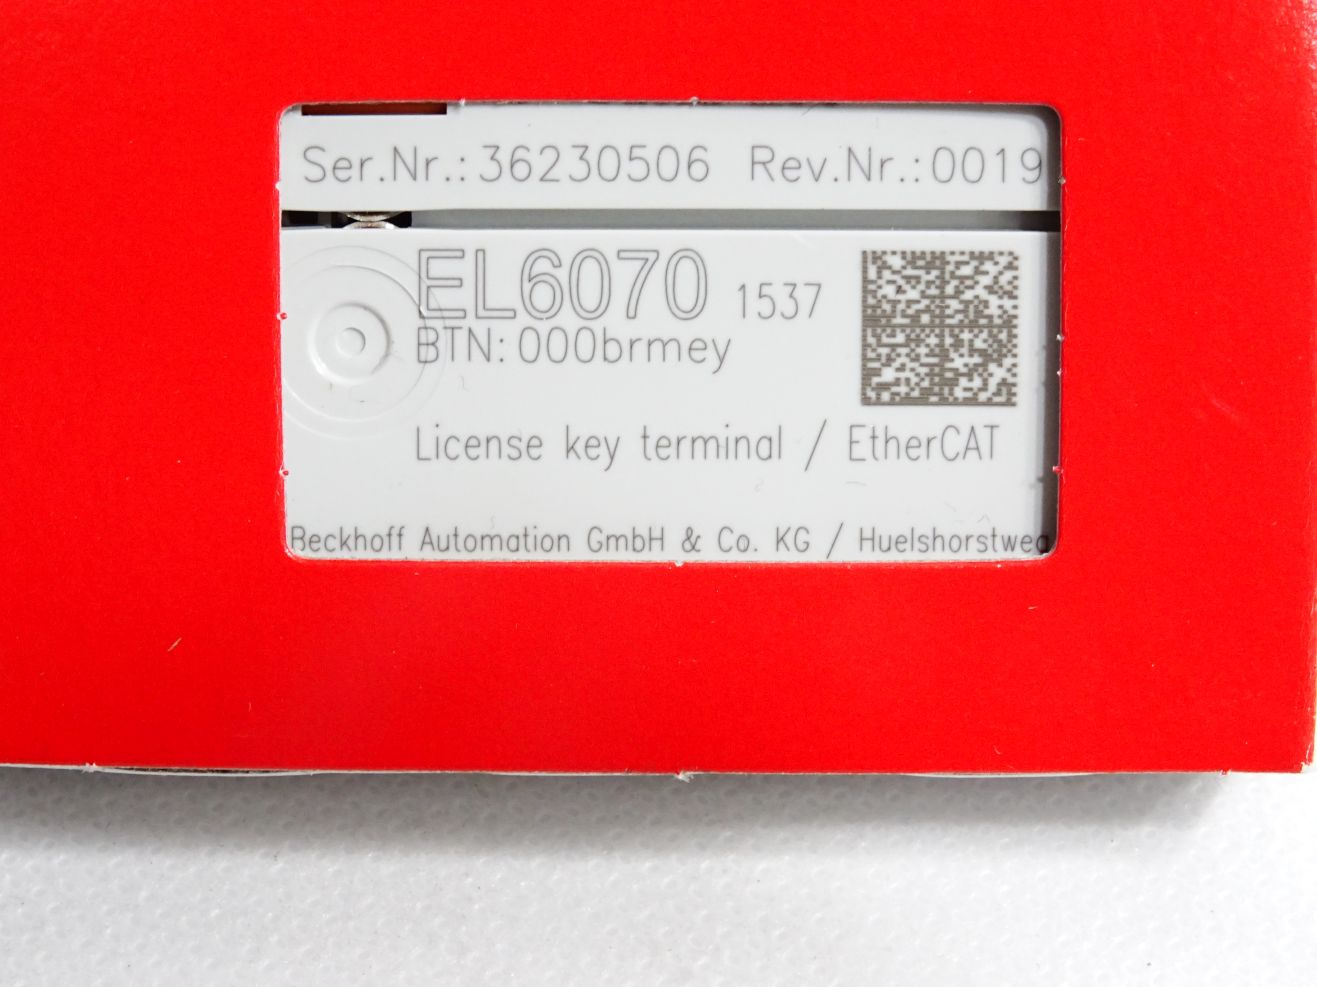 Ser.Nr.:36230506 Rev.Nr.:0019
EL6070 1537
BTN:000brmey
License key terminal / EtherCAT
Beckhoff Automation GmbH & Co. KG / Huelshorstweg